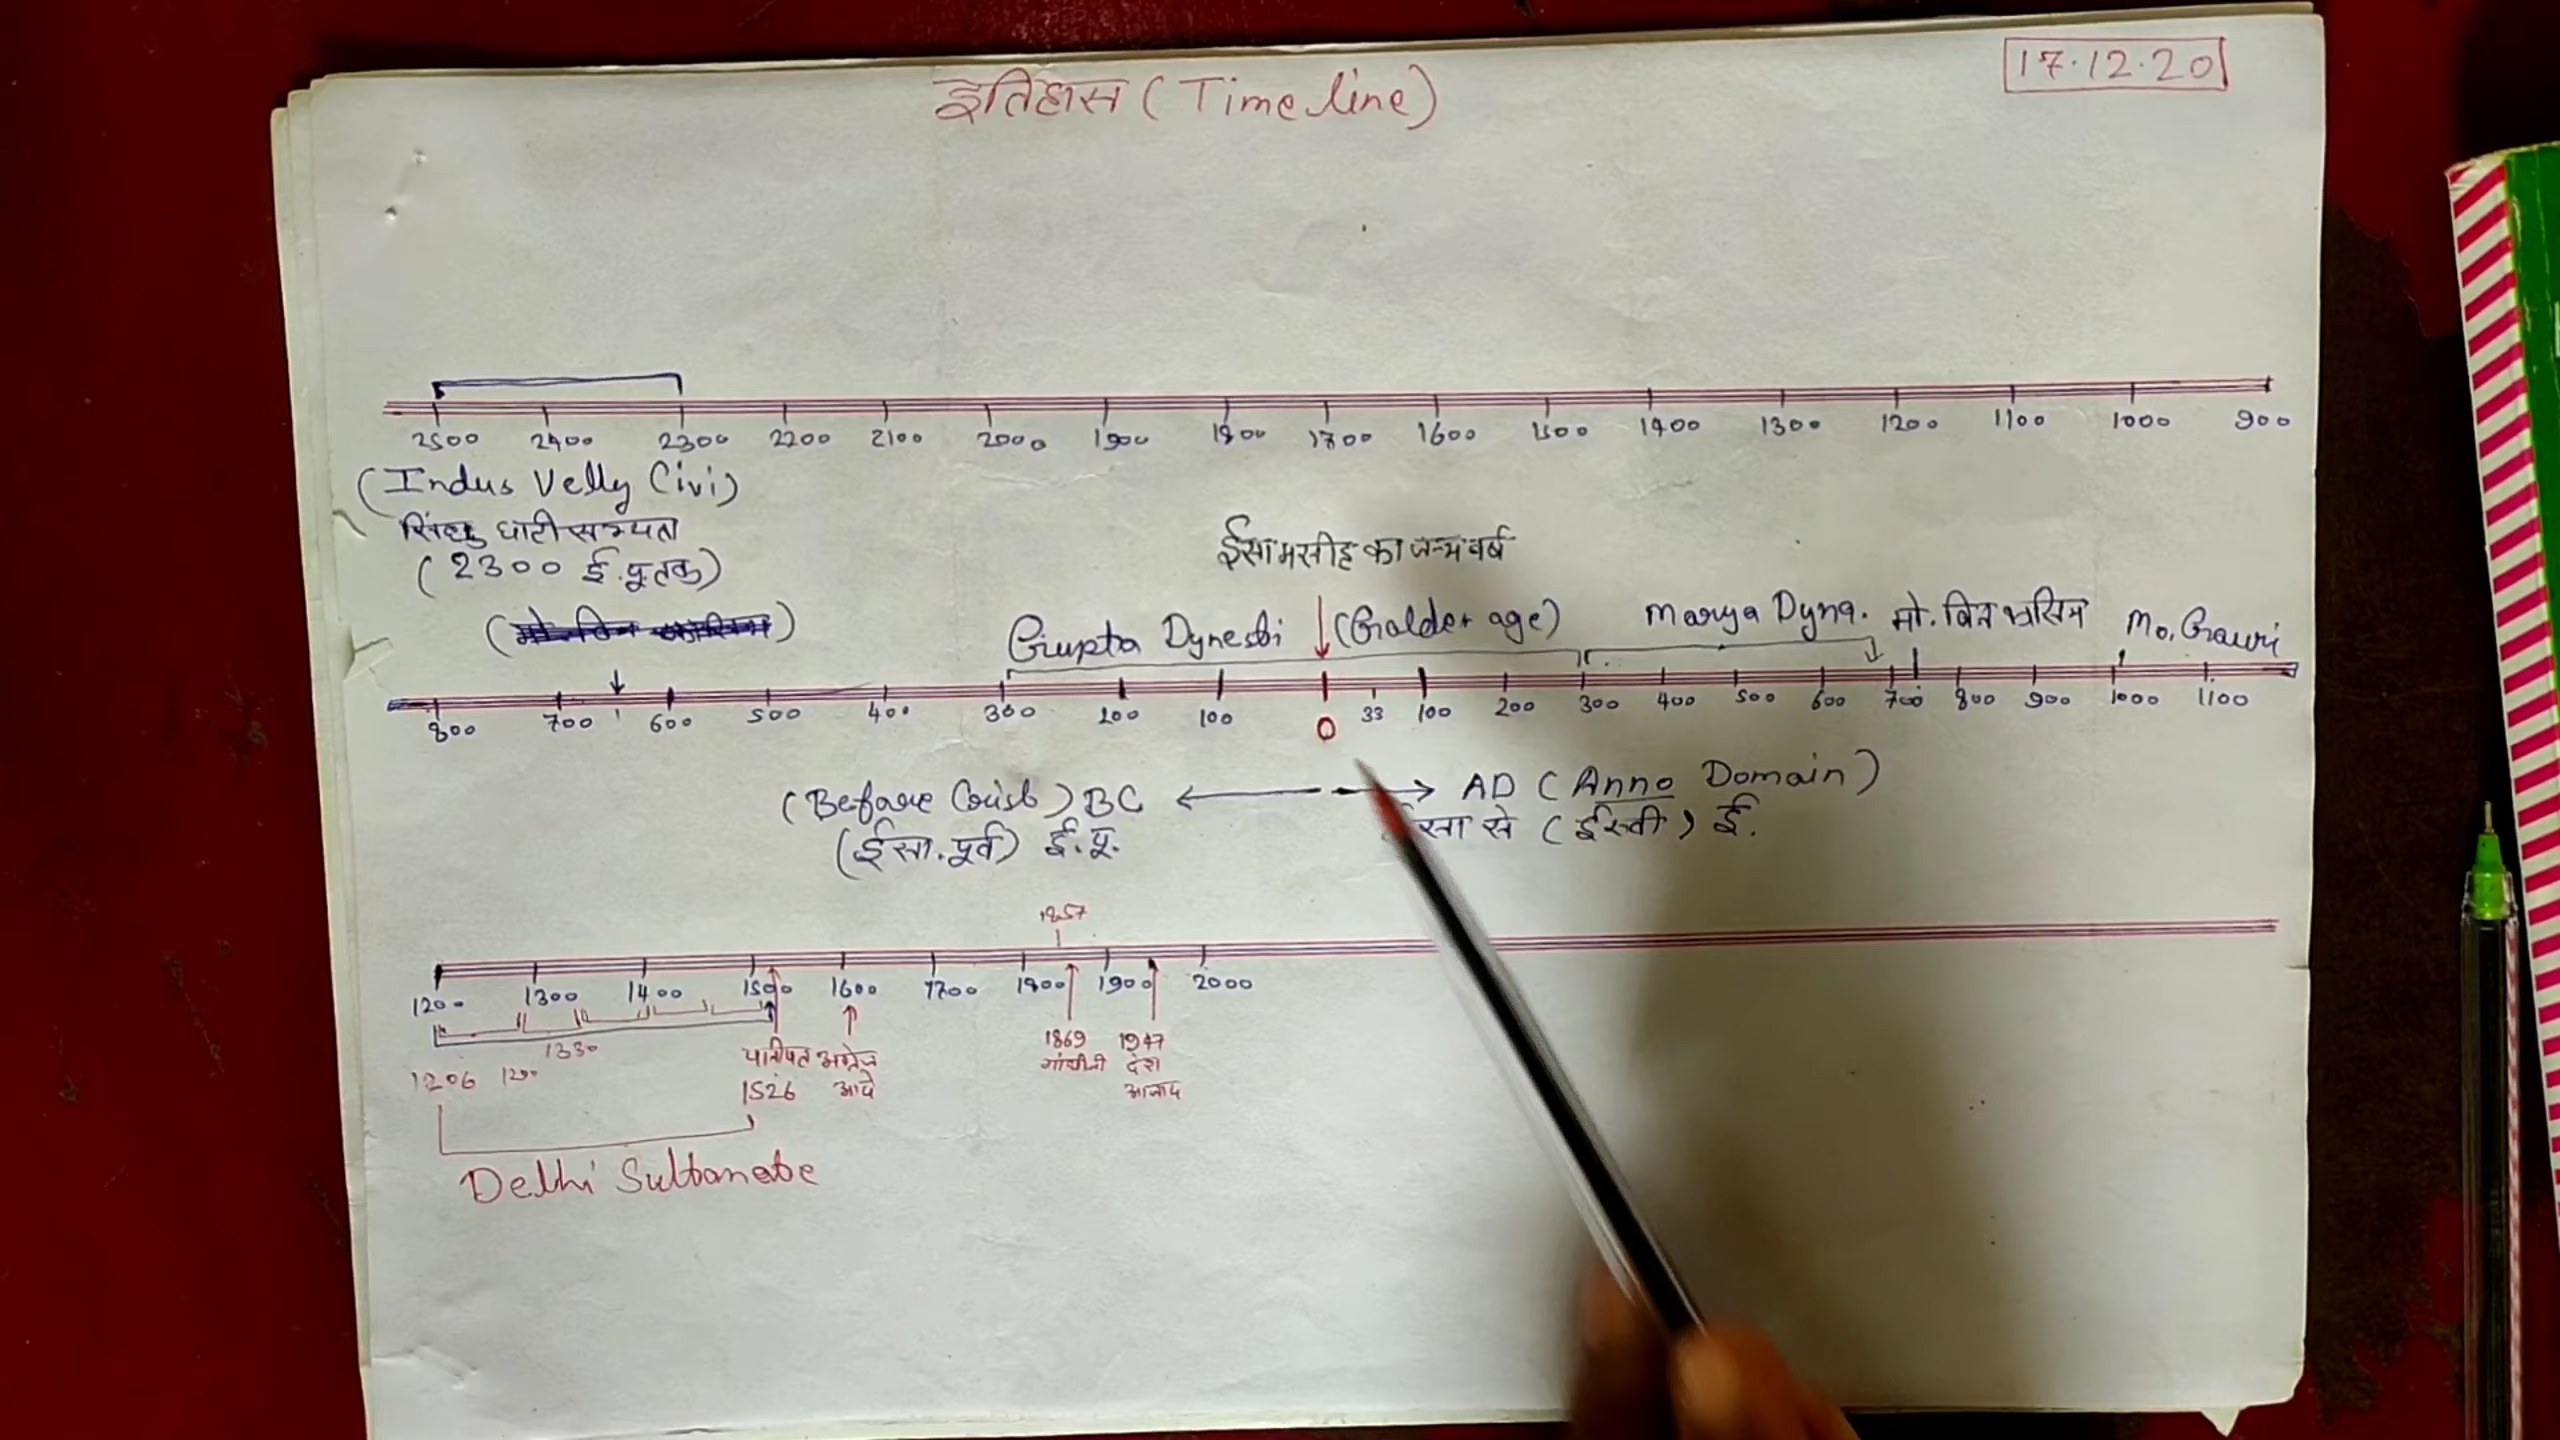 17.12.20
इतिहास (Time line)
2500 2400 2300 2200 2100 2000 1900 1800 1700 1600 1500 1400 1300 1200 1100 1000 900
(Indus Velly Civi)
सिंधु घाटी सभ्यता
(2300 ई.पू.तक)
ईसा मसीह का जन्म वर्ष
Gupta Dynesti (Golder age) Marya Dyna. मो. बिन कासिम Mo. Grauri
800 700 600 500 400 300 200 100 0 33 100 200 300 400 500 600 700 800 900 1000 1100
(Before Crist) BC AD (Anno Domain)
(ईसा.पूर्व) ई.पू. सा से (ईस्वी) ई.
1857
1200 1300 1400 1500 1600 1700 1800 1900 2000
1330
1206 1290
पानीपत 1526
अंग्रेज आये
1869 गांधीजी
1947 देश आजाद
Delhi Sultanate